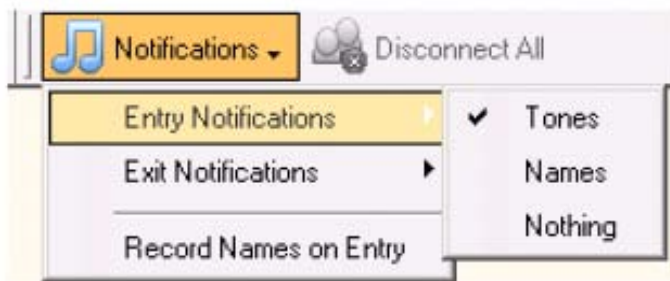 Notifications Disconnect All
Entry Notifications
Exit Notifications
Record Names on Entry
Tones
Names
Nothing